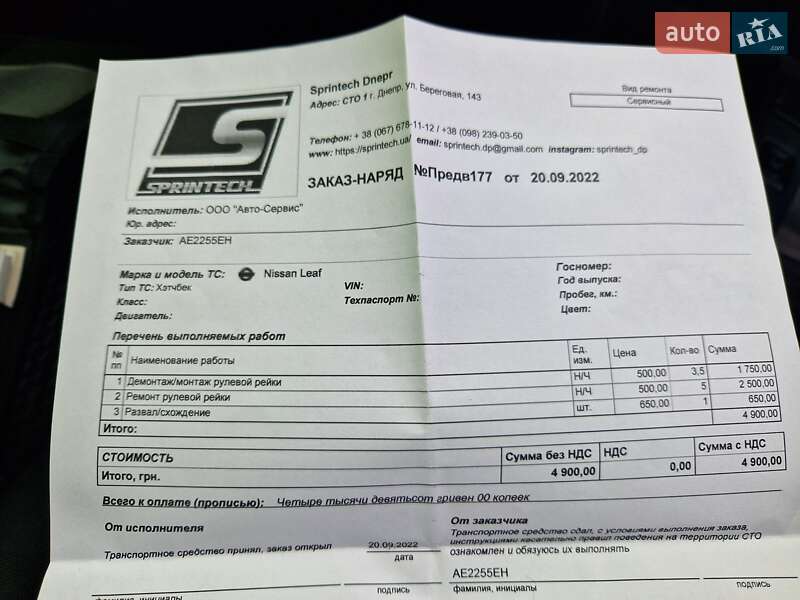 auto RIA .com
SPRINTECH
Sprintech Dnepr
Адрес: СТО 1 г. Днепр, ул. Береговая, 143
Телефон: + 38 (067) 678-11-12 / +38 (098) 239-03-50
www: https://sprintech.ua/ email: sprintech.dp@gmail.com instagram: sprintech_dp
Вид ремонта
Сервисный
ЗАКАЗ-НАРЯД №Предв177 от 20.09.2022
Исполнитель: ООО "Авто-Сервис"
Юр. адрес:
Заказчик: АЕ2255ЕН
Марка и модель ТС: Nissan Leaf
Тип ТС: Хэтчбек
Класс:
Двигатель:
VIN:
Техпаспорт №:
Госномер:
Год выпуска:
Пробег, км.:
Цвет:
Перечень выполняемых работ
№ пп Наименование работы Ед. изм. Цена Кол-во Сумма
1 Демонтаж/монтаж рулевой рейки Н/Ч 500,00 3,5 1 750,00
2 Ремонт рулевой рейки Н/Ч 500,00 5 2 500,00
3 Развал/схождение шт. 650,00 1 650,00
Итого: 4 900,00
СТОИМОСТЬ Сумма без НДС НДС Сумма с НДС
Итого, грн. 4 900,00 0,00 4 900,00
Всего к оплате (прописью): Четыре тысячи девятьсот гривен 00 копеек
От исполнителя
Транспортное средство принял, заказ открыл 20.09.2022
дата
фамилия, инициалы подпись
От заказчика
Транспортное средство сдал, с условиями выполнения заказа,
инструкциями касательно правил поведения на территории СТО
ознакомлен и обязуюсь их выполнять
АЕ2255ЕН
фамилия, инициалы подпись